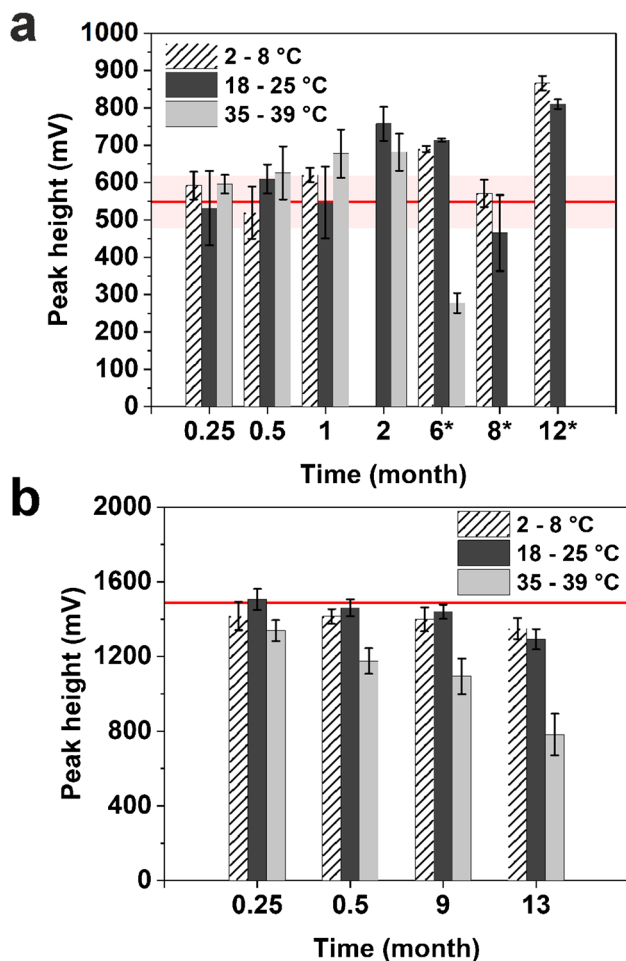 a
1000
900
800
700
600
500
400
300
200
100
0
Peak height (mV)
2 - 8 °C
18 - 25 °C
35 - 39 °C
0.25 0.5 1 2 6* 8* 12*
Time (month)
b
2000
1600
1200
800
400
0
Peak height (mV)
2 - 8 °C
18 - 25 °C
35 - 39 °C
0.25 0.5 9 13
Time (month)